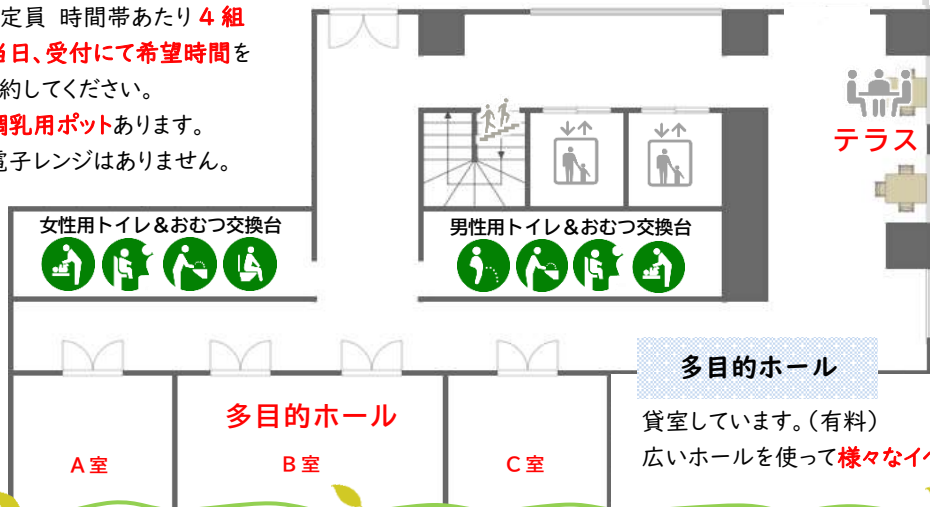 定員 時間帯あたり4組
当日、受付にて希望時間を
約してください。
調乳用ポットあります。
電子レンジはありません。
テラス
女性用トイレ&おむつ交換台
男性用トイレ&おむつ交換台
多目的ホール
貸室しています。(有料)
広いホールを使って様々なイベ
多目的ホール
A室
B室
C室